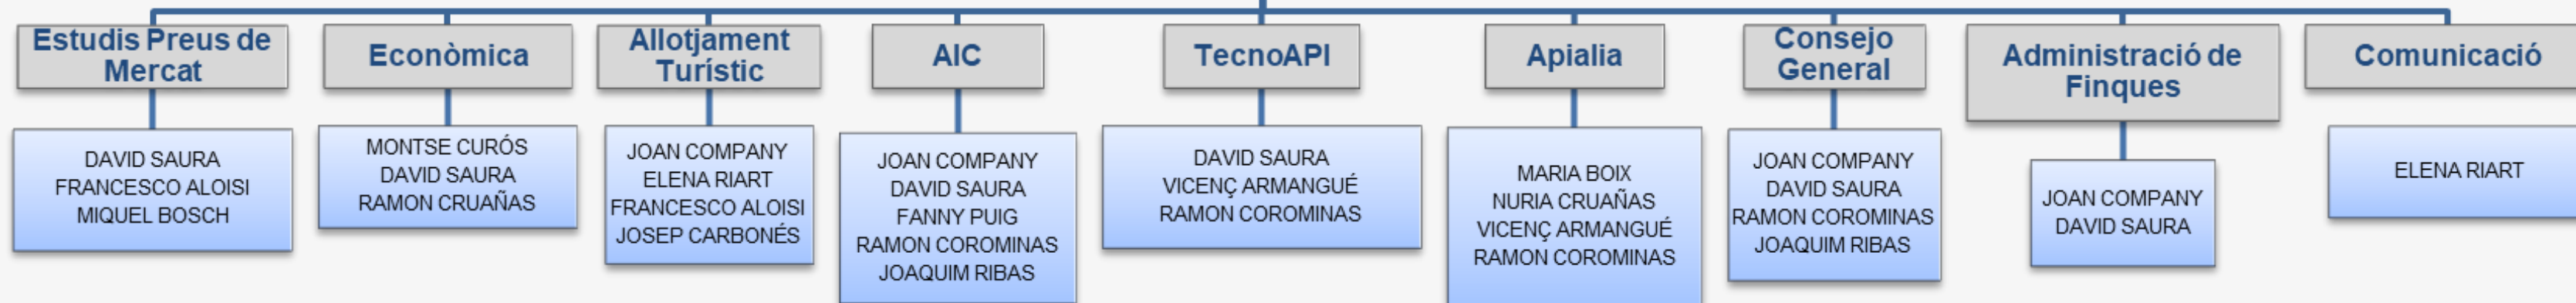 Estudis Preus de
Mercat
DAVID SAURA
FRANCESCO ALOISI
MIQUEL BOSCH
Econòmica
MONTSE CURÓS
DAVID SAURA
RAMON CRUAÑAS
Allotjament
Turístic
JOAN COMPANY
ELENA RIART
FRANCESCO ALOISI
JOSEP CARBONÉS
AIC
JOAN COMPANY
DAVID SAURA
FANNY PUIG
RAMON COROMINAS
JOAQUIM RIBAS
TecnoAPI
DAVID SAURA
VICENÇ ARMANGUÉ
RAMON COROMINAS
Apialia
MARIA BOIX
NURIA CRUAÑAS
VICENÇ ARMANGUÉ
RAMON COROMINAS
Consejo
General
JOAN COMPANY
DAVID SAURA
RAMON COROMINAS
JOAQUIM RIBAS
Administració de
Finques
JOAN COMPANY
DAVID SAURA
Comunicació
ELENA RIART